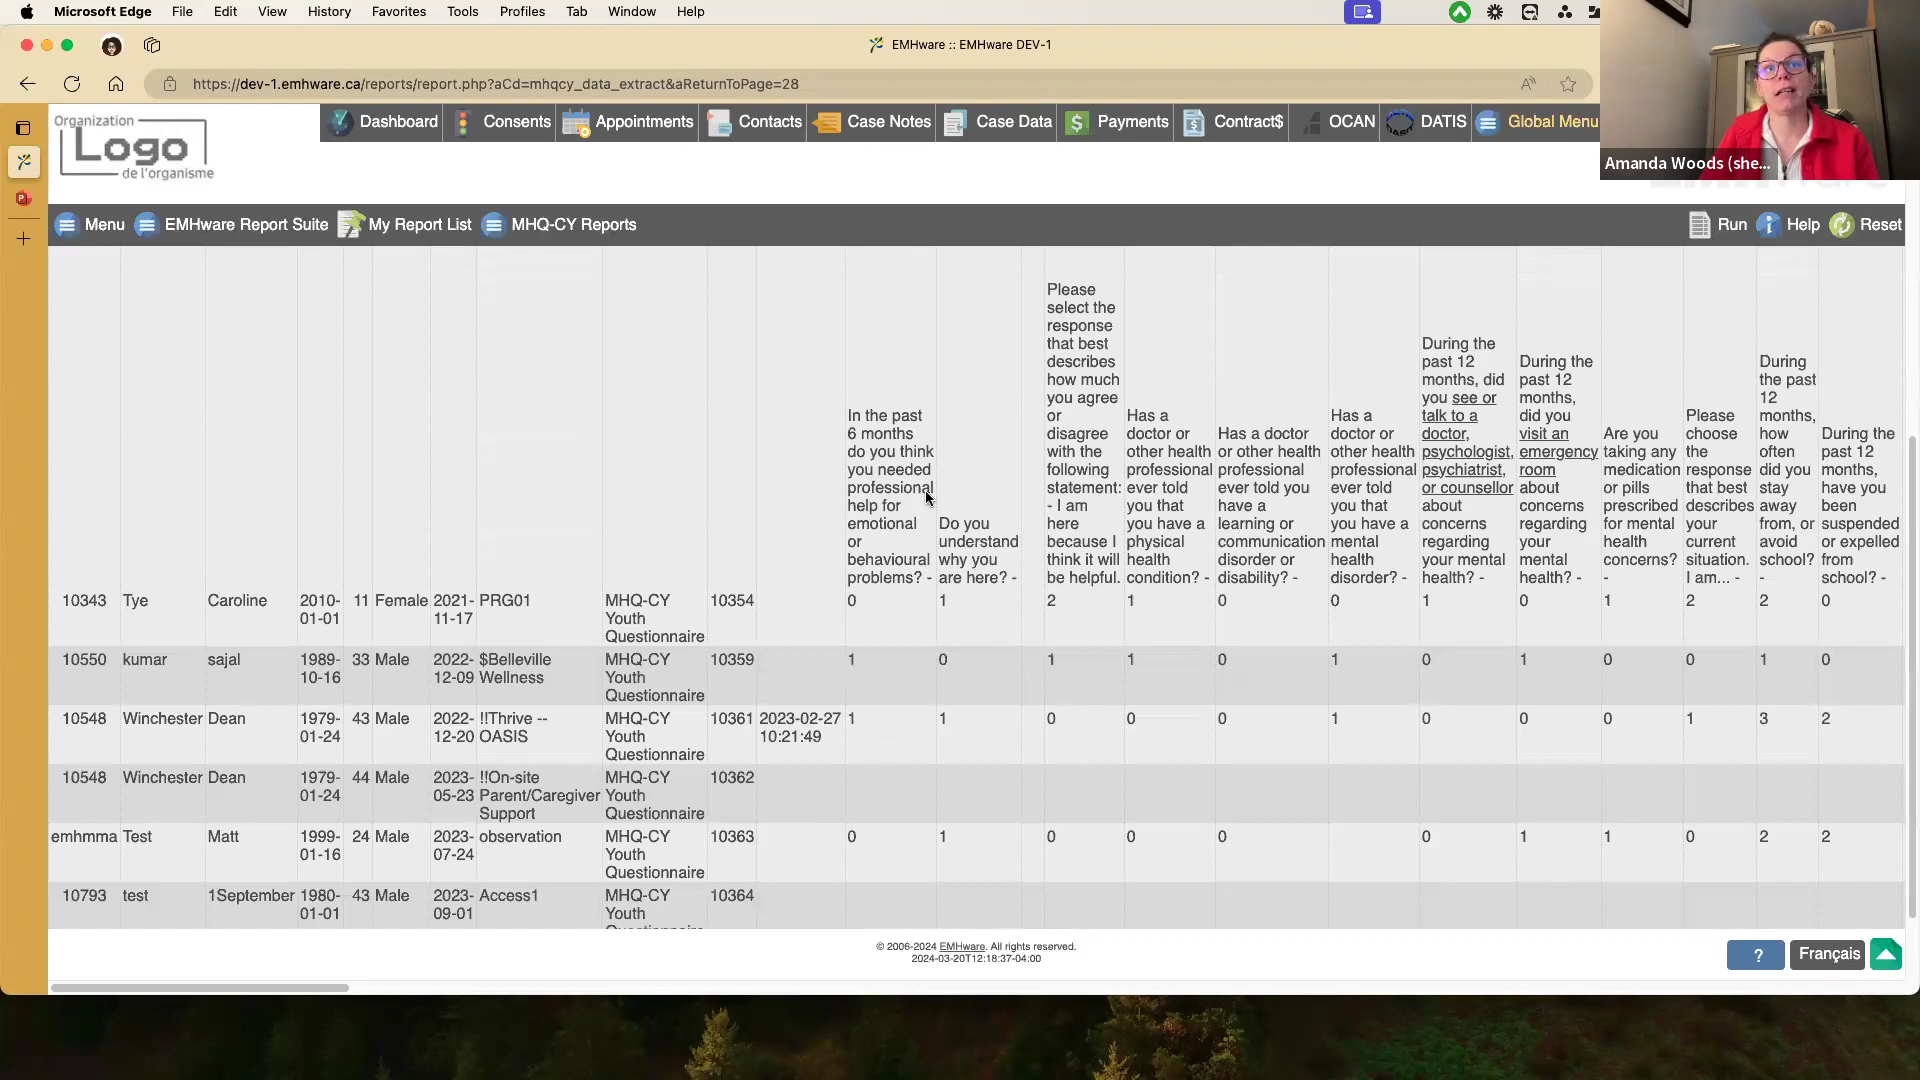 Microsoft Edge File Edit View History Favorites Tools Profiles Tab Window Help
EMHware :: EMHware DEV-1
https://dev-1.emhware.ca/reports/report.php?aCd=mhqcy_data_extract&aReturnToPage=28
Organization
Logo
de l'organisme
Dashboard Consents Appointments Contacts Case Notes Case Data Payments Contract$ OCAN DATIS Global Menu
Amanda Woods (she...
Menu EMHware Report Suite My Report List MHQ-CY Reports Run Help Reset
In the past
6 months
do you think
you needed
professional
help for
emotional
or
behavioural
problems? -
Do you
understand
why you
are here? -
Please
select the
response
that best
describes
how much
you agree
or
disagree
with the
following
statement:
- I am
here
because I
think it will
be helpful.
Has a
doctor or
other health
professional
ever told
you that
you have a
physical
health
condition? -
Has a doctor
or other health
professional
ever told you
have a
learning or
communication
disorder or
disability? -
Has a
doctor or
other health
professional
ever told
you that
you have a
mental
health
disorder? -
During the
past 12
months, did
you see or
talk to a
doctor,
psychologist,
psychiatrist,
or counsellor
about
concerns
regarding
your mental
health? -
During the
past 12
months,
did you
visit an
emergency
room
about
concerns
regarding
your
mental
health? -
Are you
taking any
medication
or pills
prescribed
for mental
health
concerns?
-
Please
choose
the
response
that best
describes
your
current
situation.
I am... -
During
the past
12
months,
how
often
did you
stay
away
from, or
avoid
school?
-
During the
past 12
months,
have you
been
suspended
or expelled
from
school? -
10343 Tye Caroline 2010- 11 Female 2021- PRG01 MHQ-CY 10354 0 1 2 1 0 0 1 0 1 2 2 0
01-01 11-17 Youth
Questionnaire
10550 kumar sajal 1989- 33 Male 2022- $Belleville MHQ-CY 10359 1 0 1 1 0 1 0 1 0 0 1 0
10-16 12-09 Wellness Youth
Questionnaire
10548 Winchester Dean 1979- 43 Male 2022- !!Thrive -- MHQ-CY 10361 2023-02-27 1 1 0 0 0 1 0 0 0 1 3 2
01-24 12-20 OASIS Youth 10:21:49
Questionnaire
10548 Winchester Dean 1979- 44 Male 2023- !!On-site MHQ-CY 10362
01-24 05-23 Parent/Caregiver Youth
Support Questionnaire
emhmma Test Matt 1999- 24 Male 2023- observation MHQ-CY 10363 0 1 0 0 0 0 1 1 0 2 2
01-16 07-24 Youth
Questionnaire
10793 test 1September 1980- 43 Male 2023- Access1 MHQ-CY 10364
01-01 09-01 Youth
© 2006-2024 EMHware. All rights reserved.
2024-03-20T12:18:37-04:00
? Français